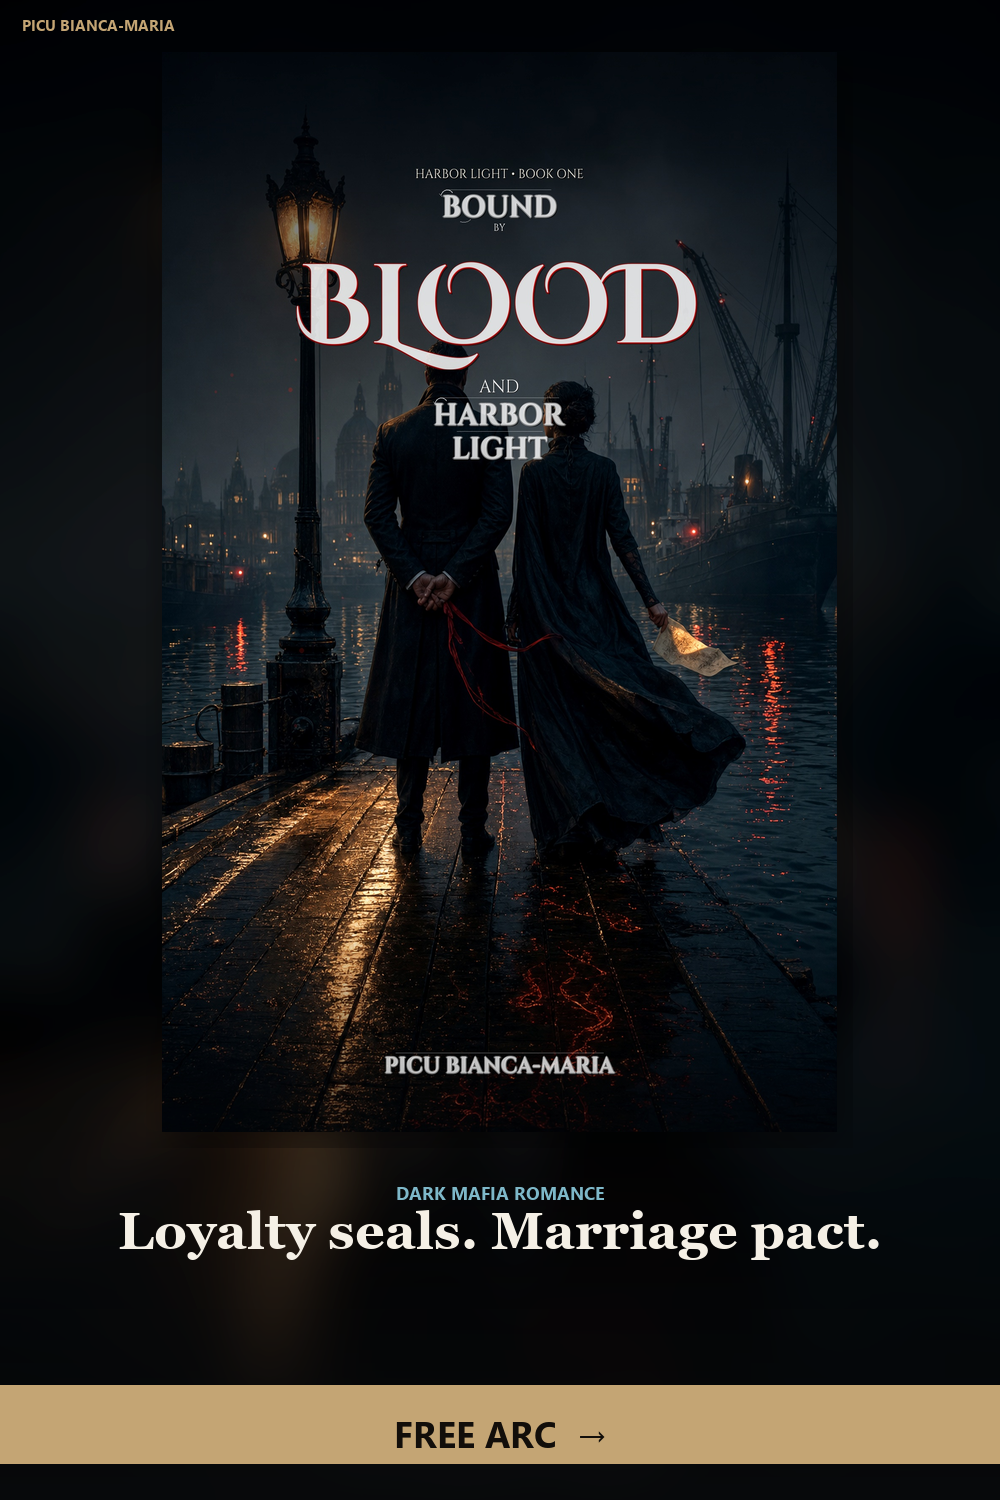 PICU BIANCA-MARIA
HARBOR LIGHT • BOOK ONE
BOUND
BY
BLOOD
AND
HARBOR
LIGHT
PICU BIANCA-MARIA
DARK MAFIA ROMANCE
Loyalty seals. Marriage pact.
FREE ARC →